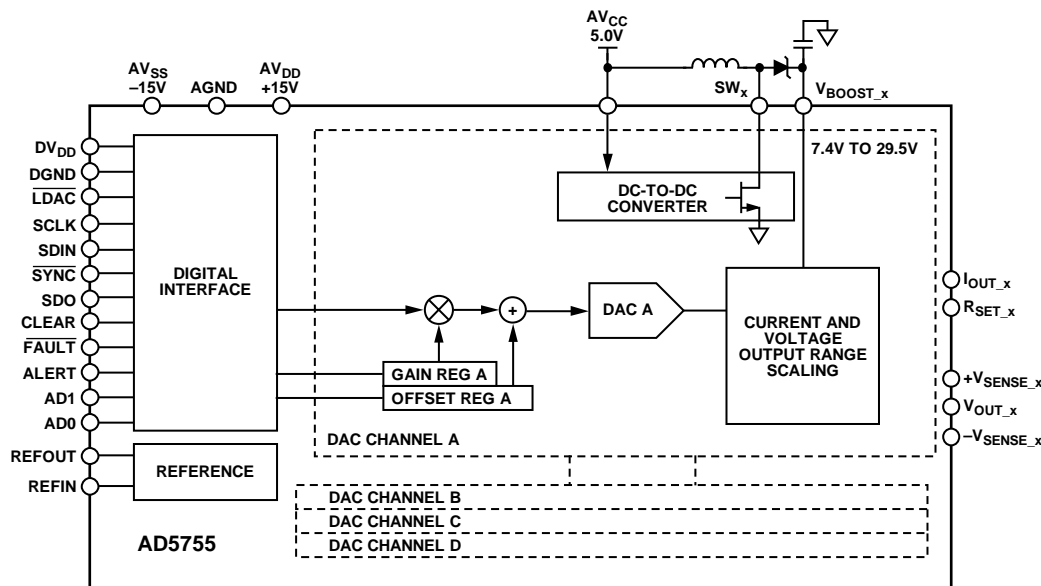 AVCC
5.0V
AVSS
–15V
AGND
AVDD
+15V
SWx
VBOOST_x
DVDD
DGND
LDAC
SCLK
SDIN
SYNC
SDO
CLEAR
FAULT
ALERT
AD1
AD0
REFOUT
REFIN
DIGITAL
INTERFACE
REFERENCE
AD5755
7.4V TO 29.5V
DC-TO-DC
CONVERTER
+
DAC A
GAIN REG A
OFFSET REG A
CURRENT AND
VOLTAGE
OUTPUT RANGE
SCALING
DAC CHANNEL A
DAC CHANNEL B
DAC CHANNEL C
DAC CHANNEL D
IOUT_x
RSET_x
+VSENSE_x
VOUT_x
–VSENSE_x